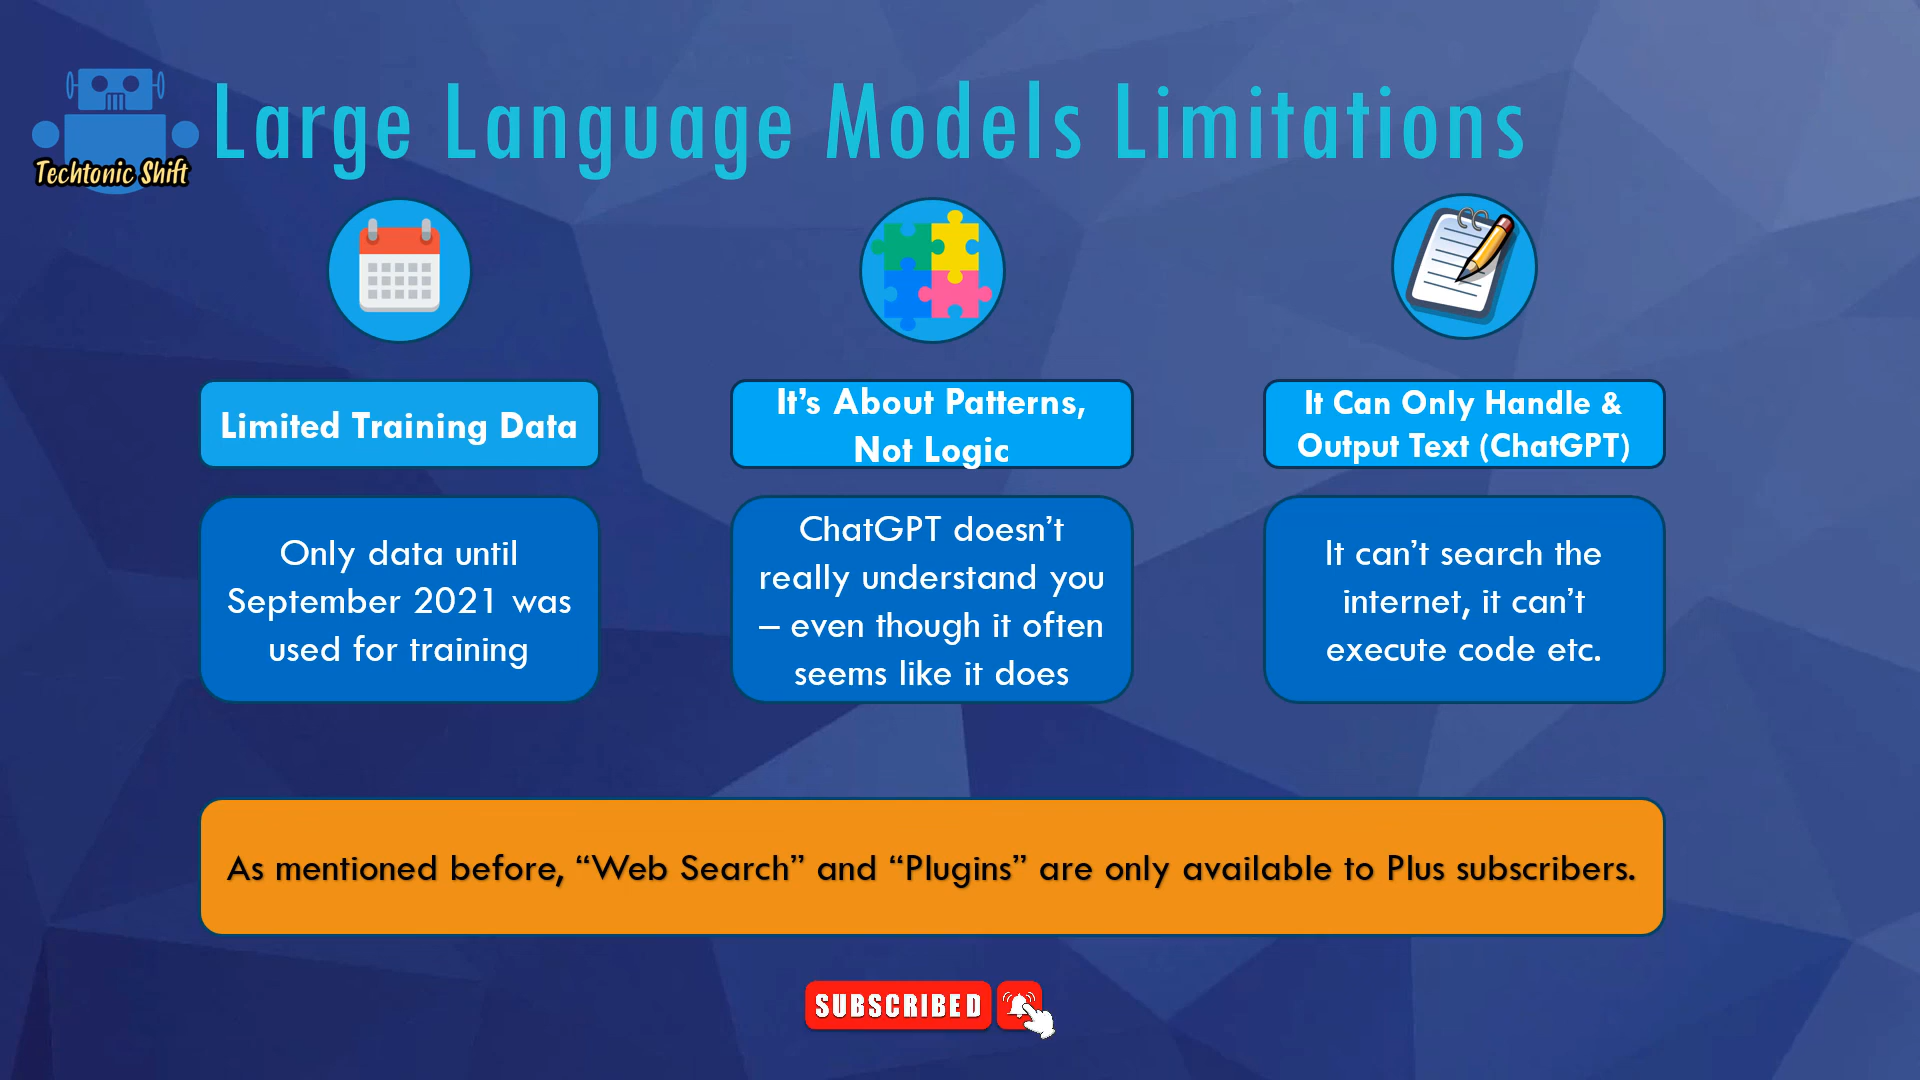 Techtonic Shift
Large Language Models Limitations
Limited Training Data
Only data until
September 2021 was
used for training
It’s About Patterns,
Not Logic
ChatGPT doesn’t
really understand you
– even though it often
seems like it does
It Can Only Handle &
Output Text (ChatGPT)
It can’t search the
internet, it can’t
execute code etc.
As mentioned before, “Web Search” and “Plugins” are only available to Plus subscribers.
SUBSCRIBED